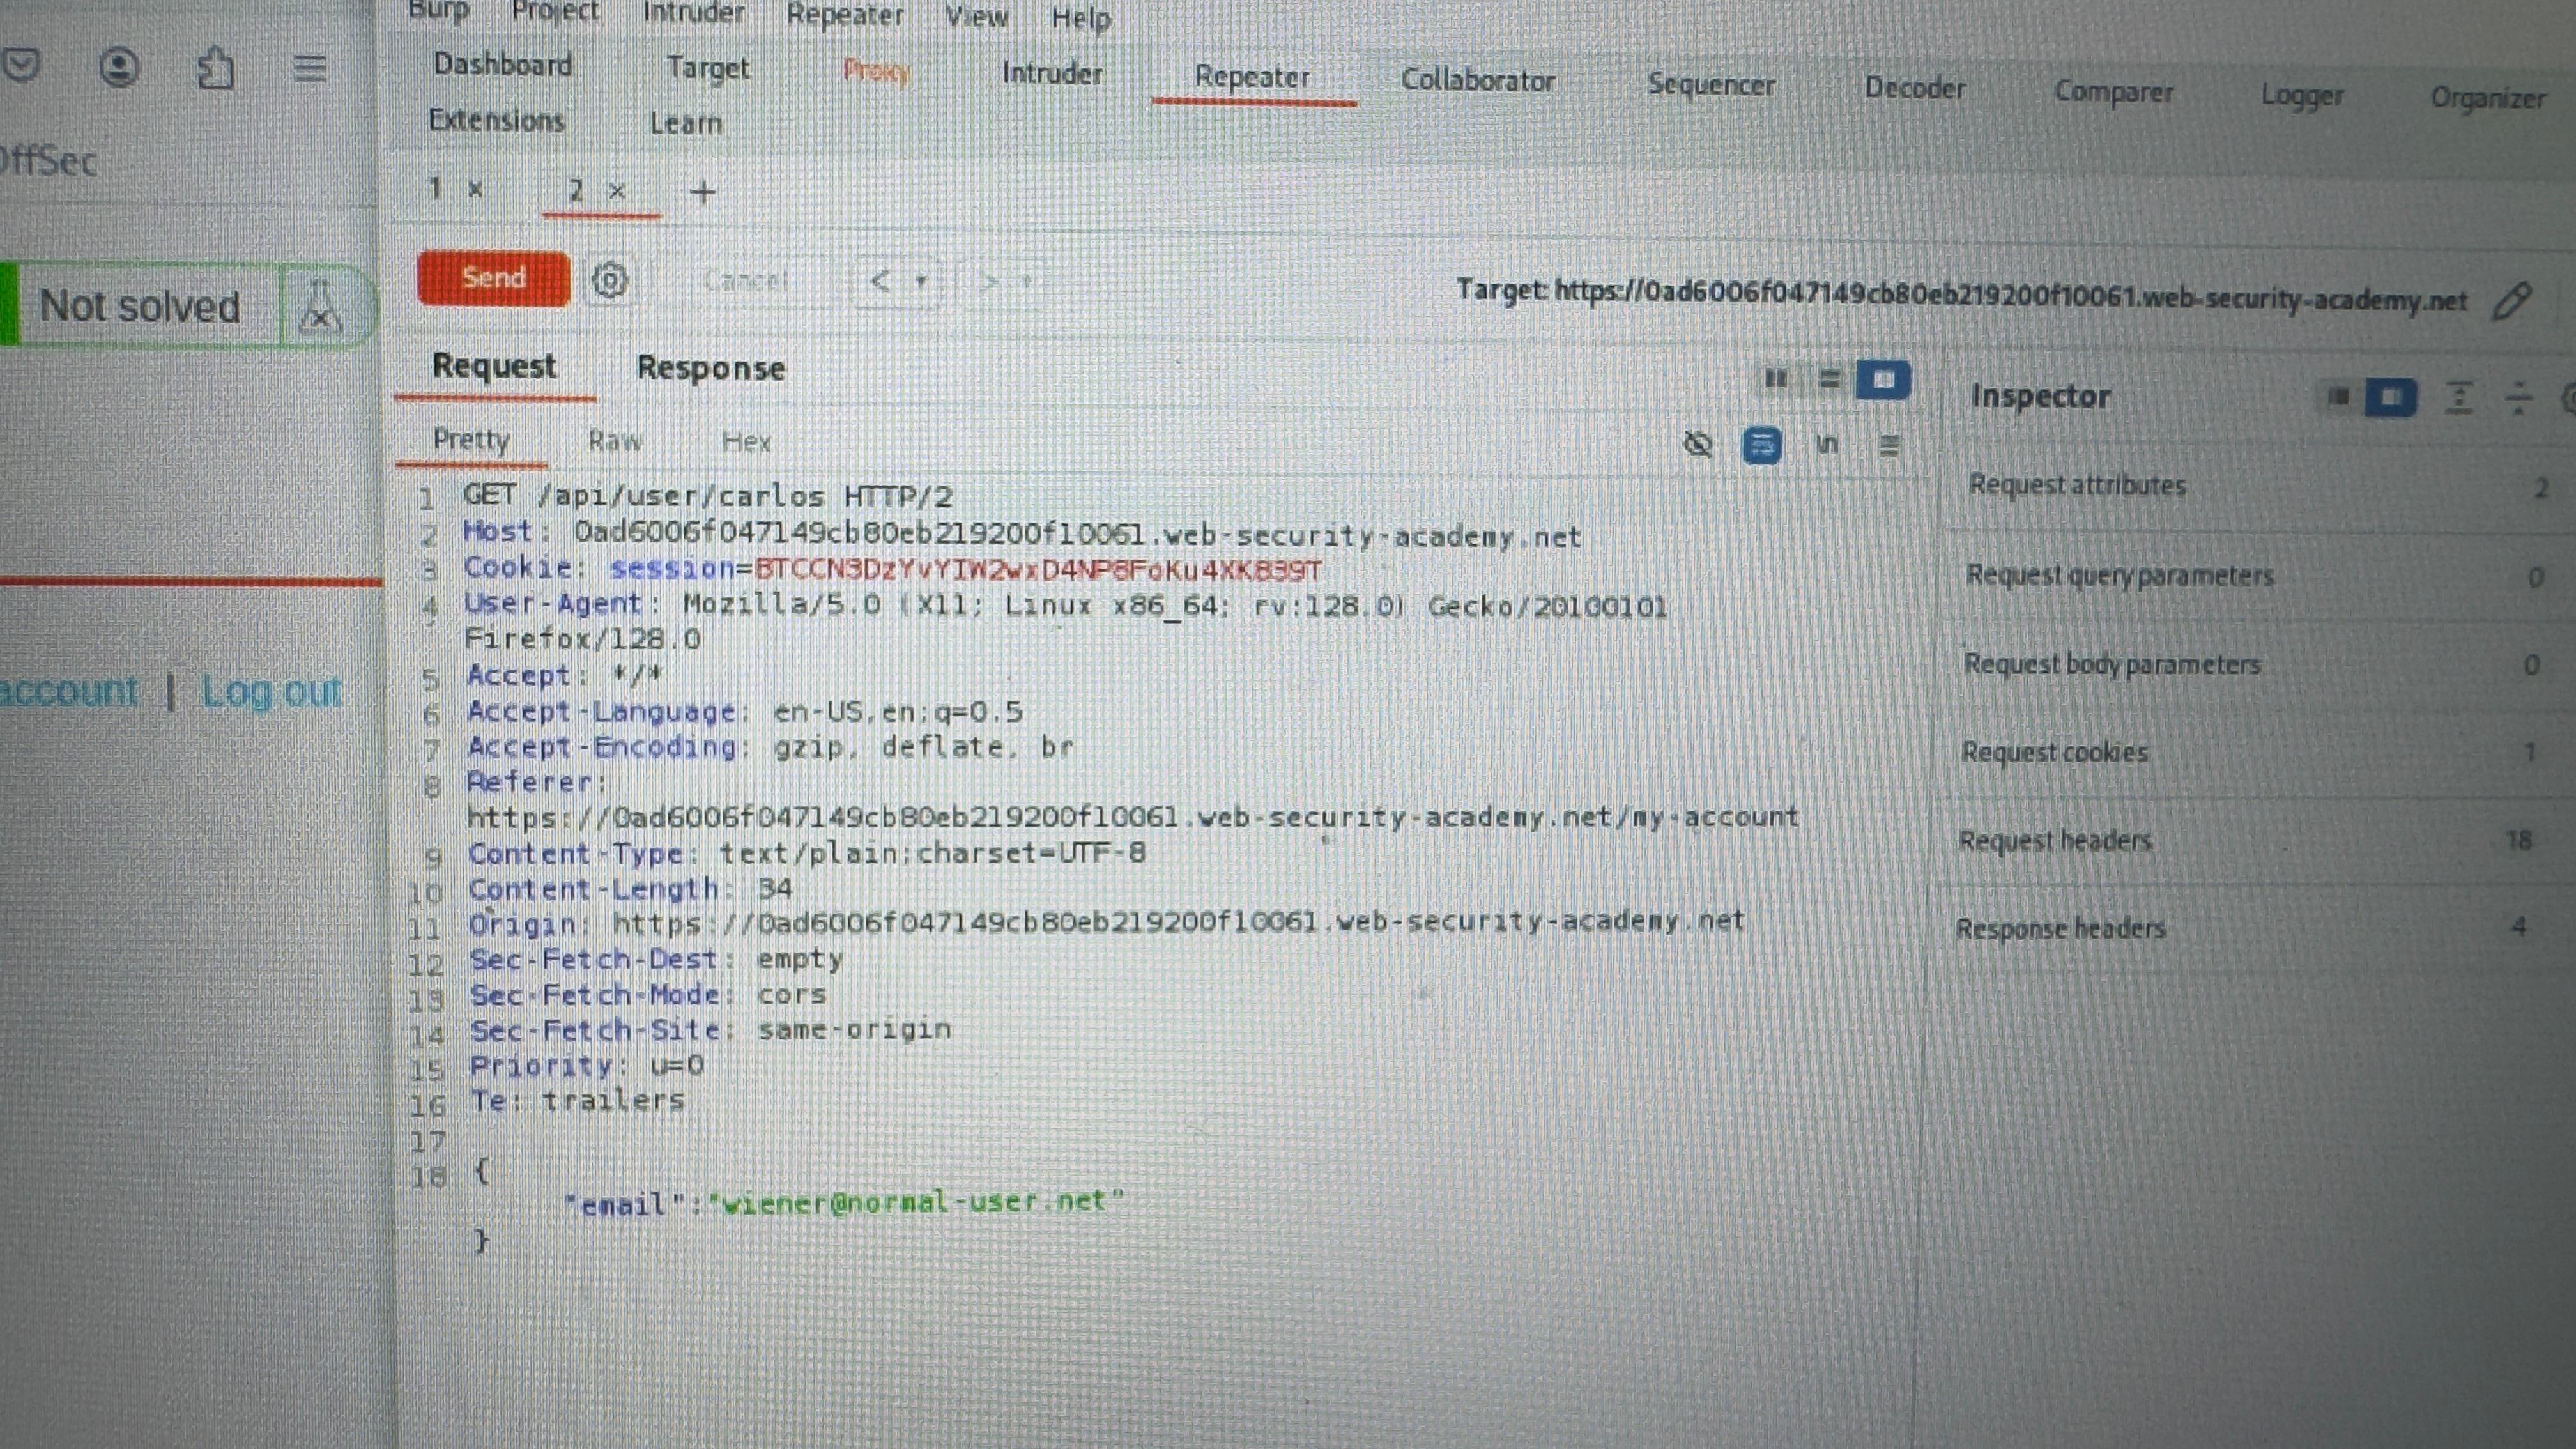 Burp Project Intruder Repeater View Help
Dashboard Target Proxy Intruder Repeater Collaborator Sequencer Decoder Comparer Logger Organizer
Extensions Learn
OffSec
1 × 2 × +
Send Cancel < >
Target: https://0ad6006f047149cb80eb219200f10061.web-security-academy.net
Not solved
Request Response
Inspector
Pretty Raw Hex
\n
Request attributes 2
Request query parameters 0
Request body parameters 0
Request cookies 1
Request headers 18
Response headers 4
account | Log out
1 GET /api/user/carlos HTTP/2
2 Host: 0ad6006f047149cb80eb219200f10061.web-security-academy.net
3 Cookie: session=BTCCN3DzYvYIW2wxD4NP8FoKu4XK839T
4 User-Agent: Mozilla/5.0 (X11; Linux x86_64; rv:128.0) Gecko/20100101
Firefox/128.0
5 Accept: */*
6 Accept-Language: en-US,en;q=0.5
7 Accept-Encoding: gzip, deflate, br
8 Referer:
https://0ad6006f047149cb80eb219200f10061.web-security-academy.net/my-account
9 Content-Type: text/plain;charset=UTF-8
10 Content-Length: 34
11 Origin: https://0ad6006f047149cb80eb219200f10061.web-security-academy.net
12 Sec-Fetch-Dest: empty
13 Sec-Fetch-Mode: cors
14 Sec-Fetch-Site: same-origin
15 Priority: u=0
16 Te: trailers
17
18 {
"email":"wiener@normal-user.net"
}